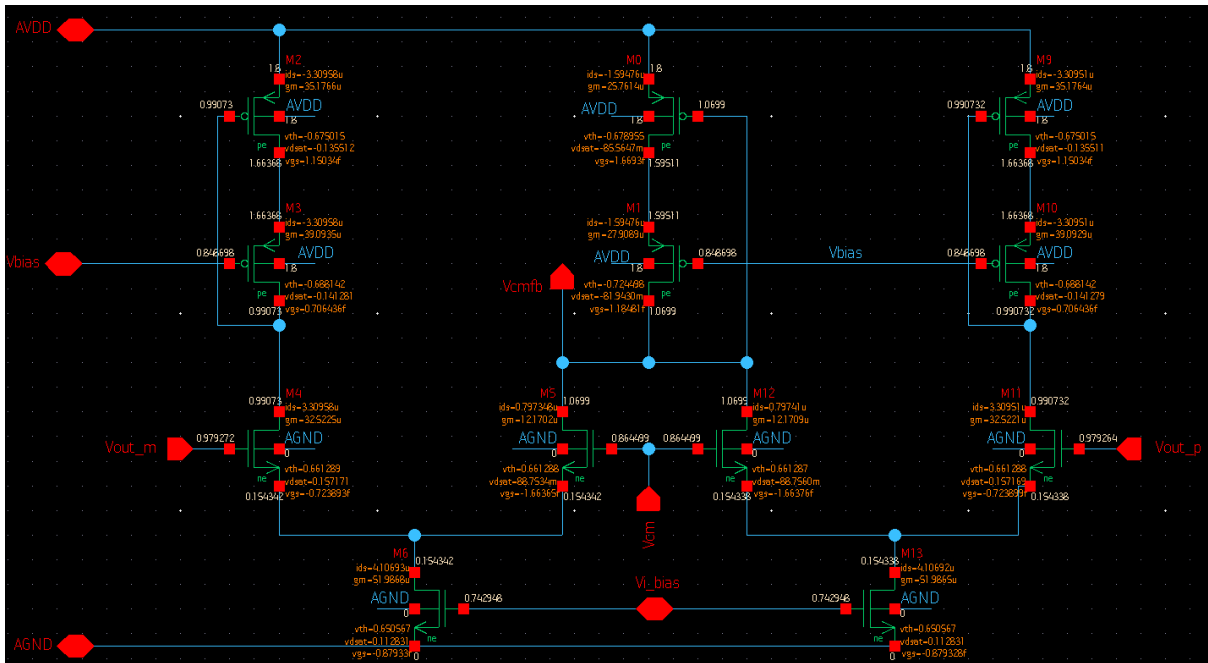 AVDD
M2
1.8
ids=-3.30958u
gm=35.1766u
0.99073
AVDD
1.8
vth=-0.675015
vdsat=-0.135512
vgs=1.15034f
pe
1.66368
M0
1.8
ids=-1.59476u
gm=25.7614u
1.0699
AVDD
1.8
vth=-0.678955
vdsat=-85.5647m
vgs=1.6693f
pe
1.59511
M9
1.8
ids=-3.30951u
gm=35.1764u
0.990732
AVDD
1.8
vth=-0.675015
vdsat=-0.135511
vgs=1.15034f
pe
1.66368
M3
1.66368
ids=-3.30958u
gm=39.0935u
Vbias
0.848698
AVDD
1.8
vth=-0.688142
vdsat=-0.141281
vgs=0.706436f
pe
0.99073
M1
1.59511
ids=-1.59476u
gm=27.9089u
AVDD
1.8
0.848698
vth=-0.724498
vdsat=-81.9430m
vgs=1.18481f
pe
1.0699
Vcmfb
Vbias
M10
1.66368
ids=-3.30951u
gm=39.0929u
0.848698
AVDD
1.8
vth=-0.688142
vdsat=-0.141279
vgs=0.706436f
pe
0.990732
M4
0.99073
ids=3.30958u
gm=32.5225u
Vout_m
0.979272
AGND
0
vth=0.661289
vdsat=0.157171
vgs=-0.723893f
ne
0.154342
M5
1.0699
ids=0.797348u
gm=12.1702u
AGND
0
0.864499
vth=0.661288
vdsat=88.7534m
vgs=-1.66365f
ne
0.154342
M12
1.0699
ids=0.79741u
gm=12.1709u
0.864499
AGND
0
vth=0.661287
vdsat=88.7560m
vgs=-1.66376f
ne
0.154338
Vcm
M11
0.990732
ids=3.30951u
gm=32.5221u
AGND
0
0.979264
Vout_p
vth=0.661288
vdsat=0.157169
vgs=-0.723899f
ne
0.154338
M6
0.154342
ids=4.10693u
gm=51.9868u
AGND
0
0.742948
vth=0.650567
vdsat=0.112831
vgs=-0.87933f
ne
0
Vi_bias
M13
0.154338
ids=4.10692u
gm=51.9865u
0.742948
AGND
0
vth=0.650567
vdsat=0.112831
vgs=-0.879328f
ne
0
AGND